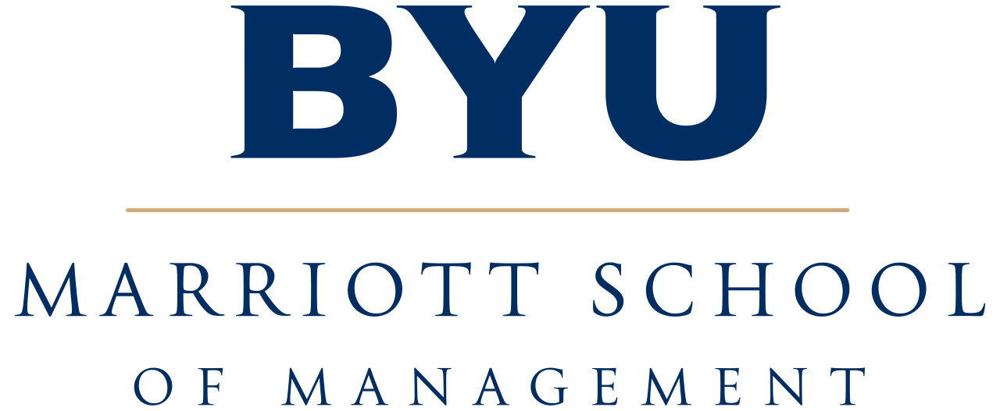 BYU
MARRIOTT SCHOOL
OF MANAGEMENT